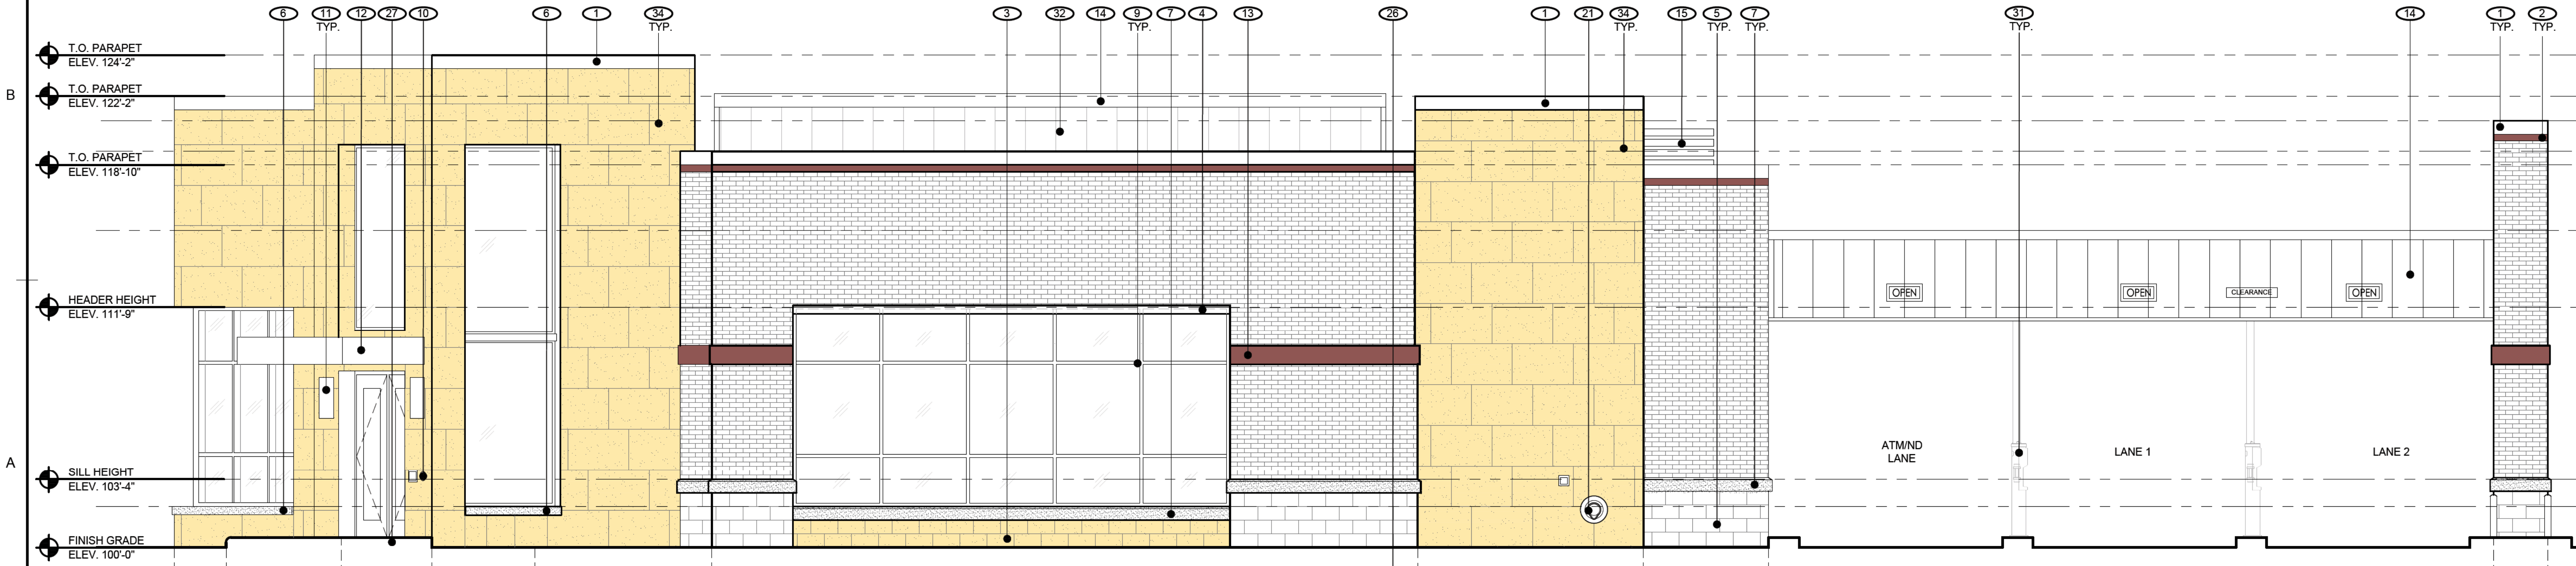 6 11 12 27 10 6 1 34 3 32 14 9 7 4 13 26 1 21 34 15 5 7 31 14 1 2
TYP. TYP. TYP. TYP. TYP. TYP. TYP. TYP. TYP.
T.O. PARAPET
ELEV. 124'-2"
B
T.O. PARAPET
ELEV. 122'-2"
T.O. PARAPET
ELEV. 118'-10"
HEADER HEIGHT
ELEV. 111'-9"
OPEN OPEN CLEARANCE OPEN
A
ATM/ND
LANE
LANE 1
LANE 2
SILL HEIGHT
ELEV. 103'-4"
FINISH GRADE
ELEV. 100'-0"